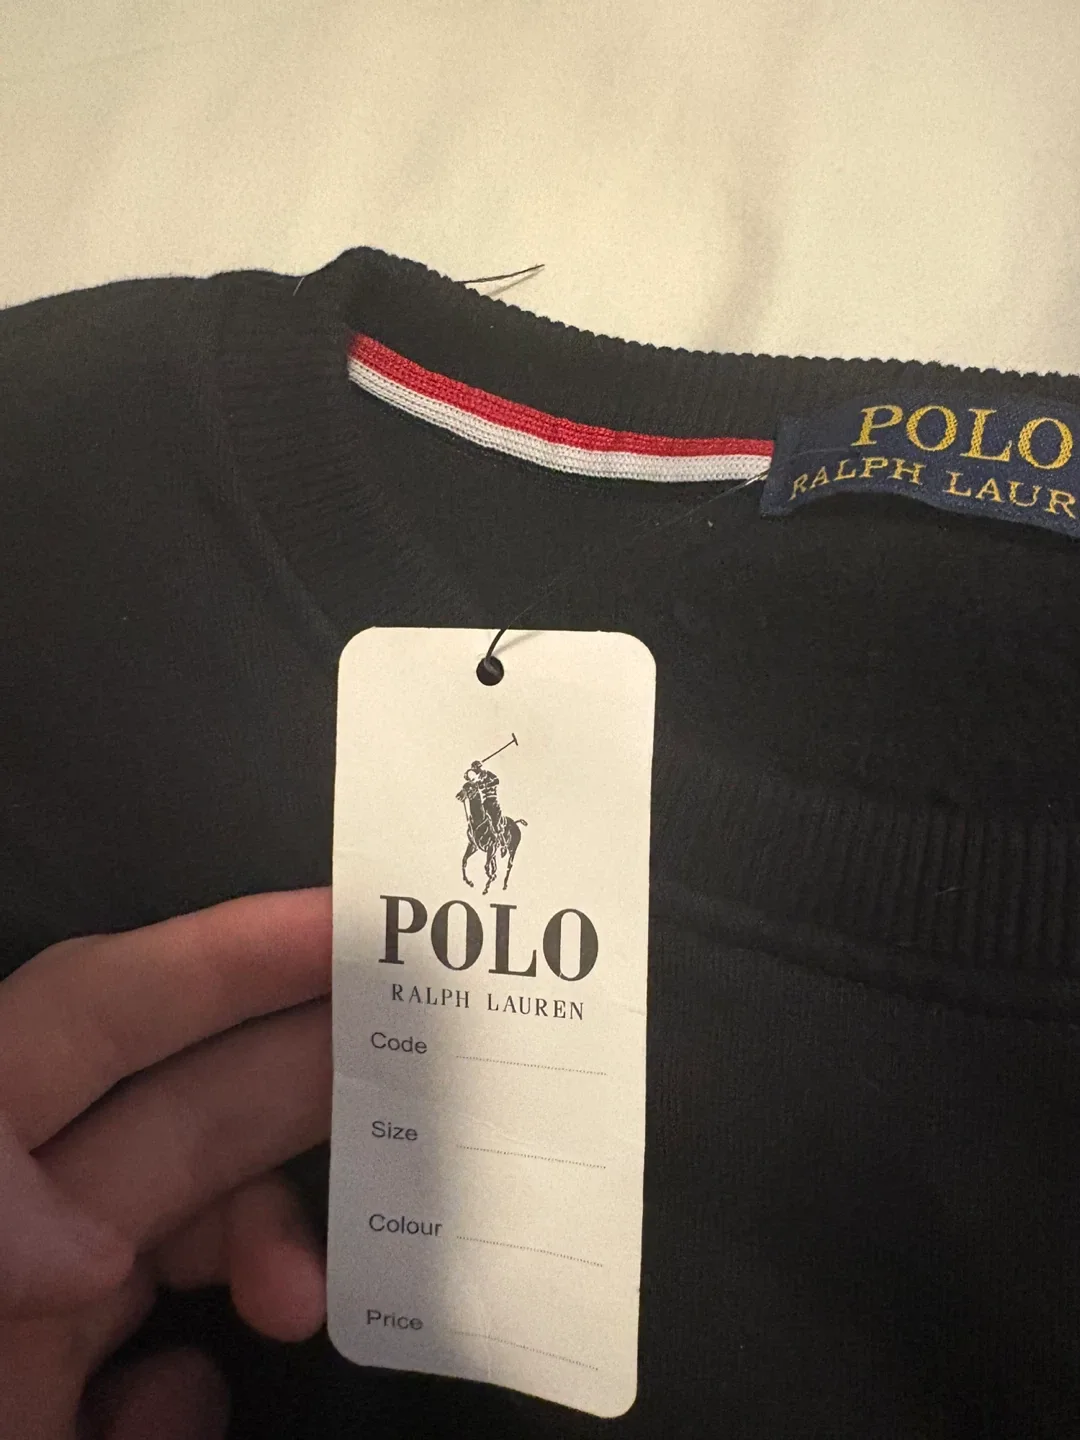 POLO
RALPH LAUR
POLO
RALPH LAUREN
Code
Size
Colour
Price